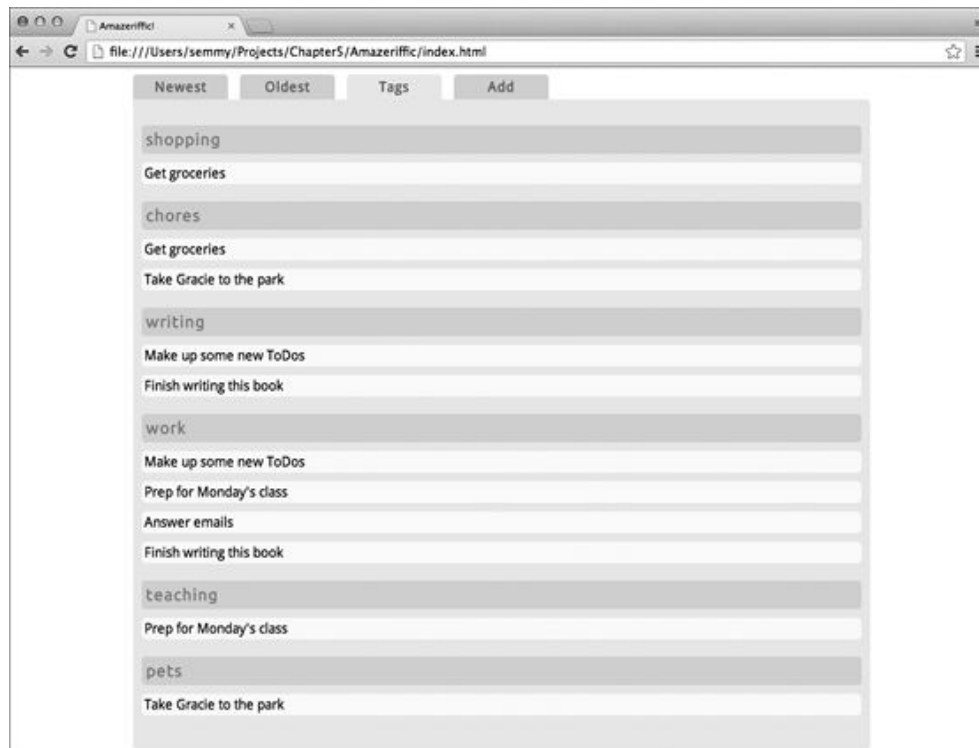 Amazeriffic!
file:///Users/semmy/Projects/Chapter5/Amazeriffic/index.html
Newest Oldest Tags Add
shopping
Get groceries
chores
Get groceries
Take Gracie to the park
writing
Make up some new ToDos
Finish writing this book
work
Make up some new ToDos
Prep for Monday's class
Answer emails
Finish writing this book
teaching
Prep for Monday's class
pets
Take Gracie to the park